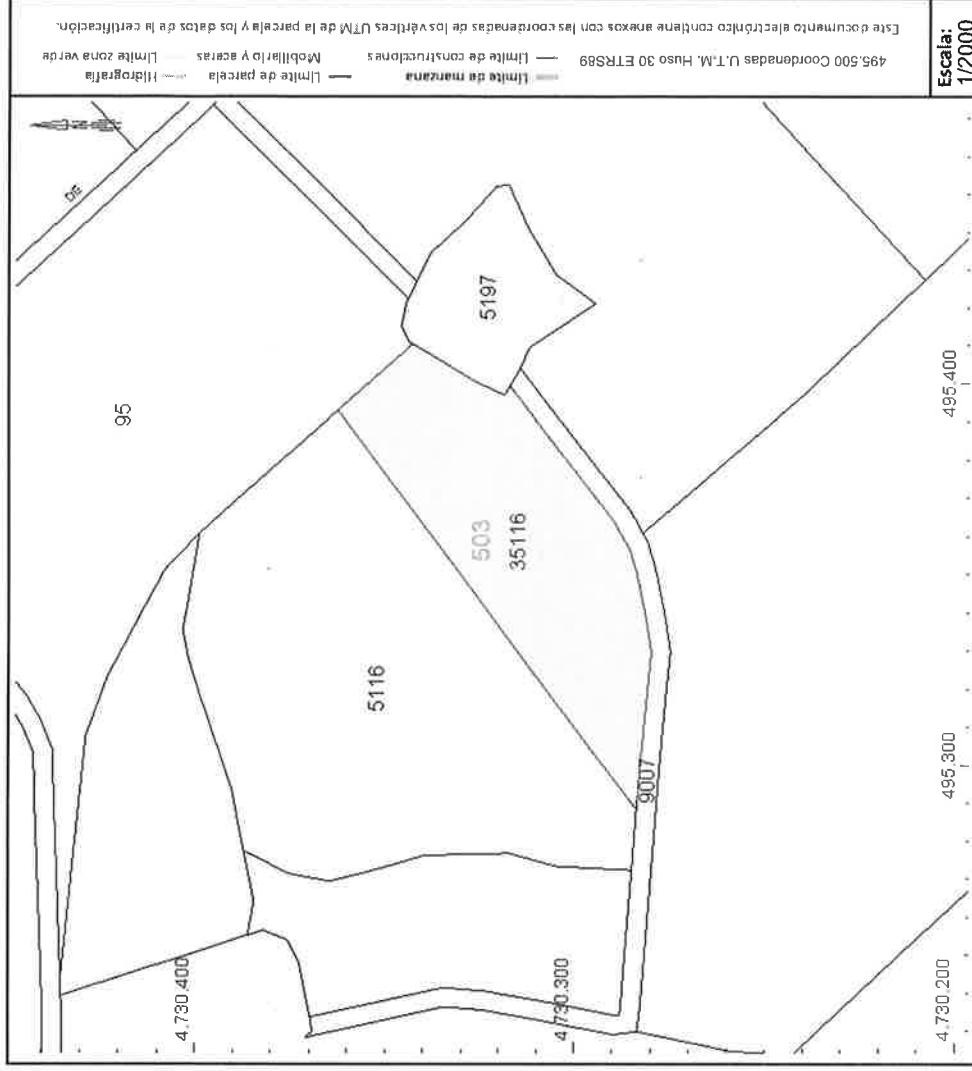 Escala:
1/2000
495.500 Coordenadas U.T.M. Huso 30 ETRS89
Límite de manzana
Límite de parcela
Límite de construcciones
Mobiliario y aceras
Límite zona verde
Hidrografía
Este documento electrónico contiene anexos con las coordenadas de los vértices UTM de la parcela y los datos de la certificación.
DE
95
5197
503
35116
5116
9007
4.730.400
4.730.300
4.730.200
495.300
495.400